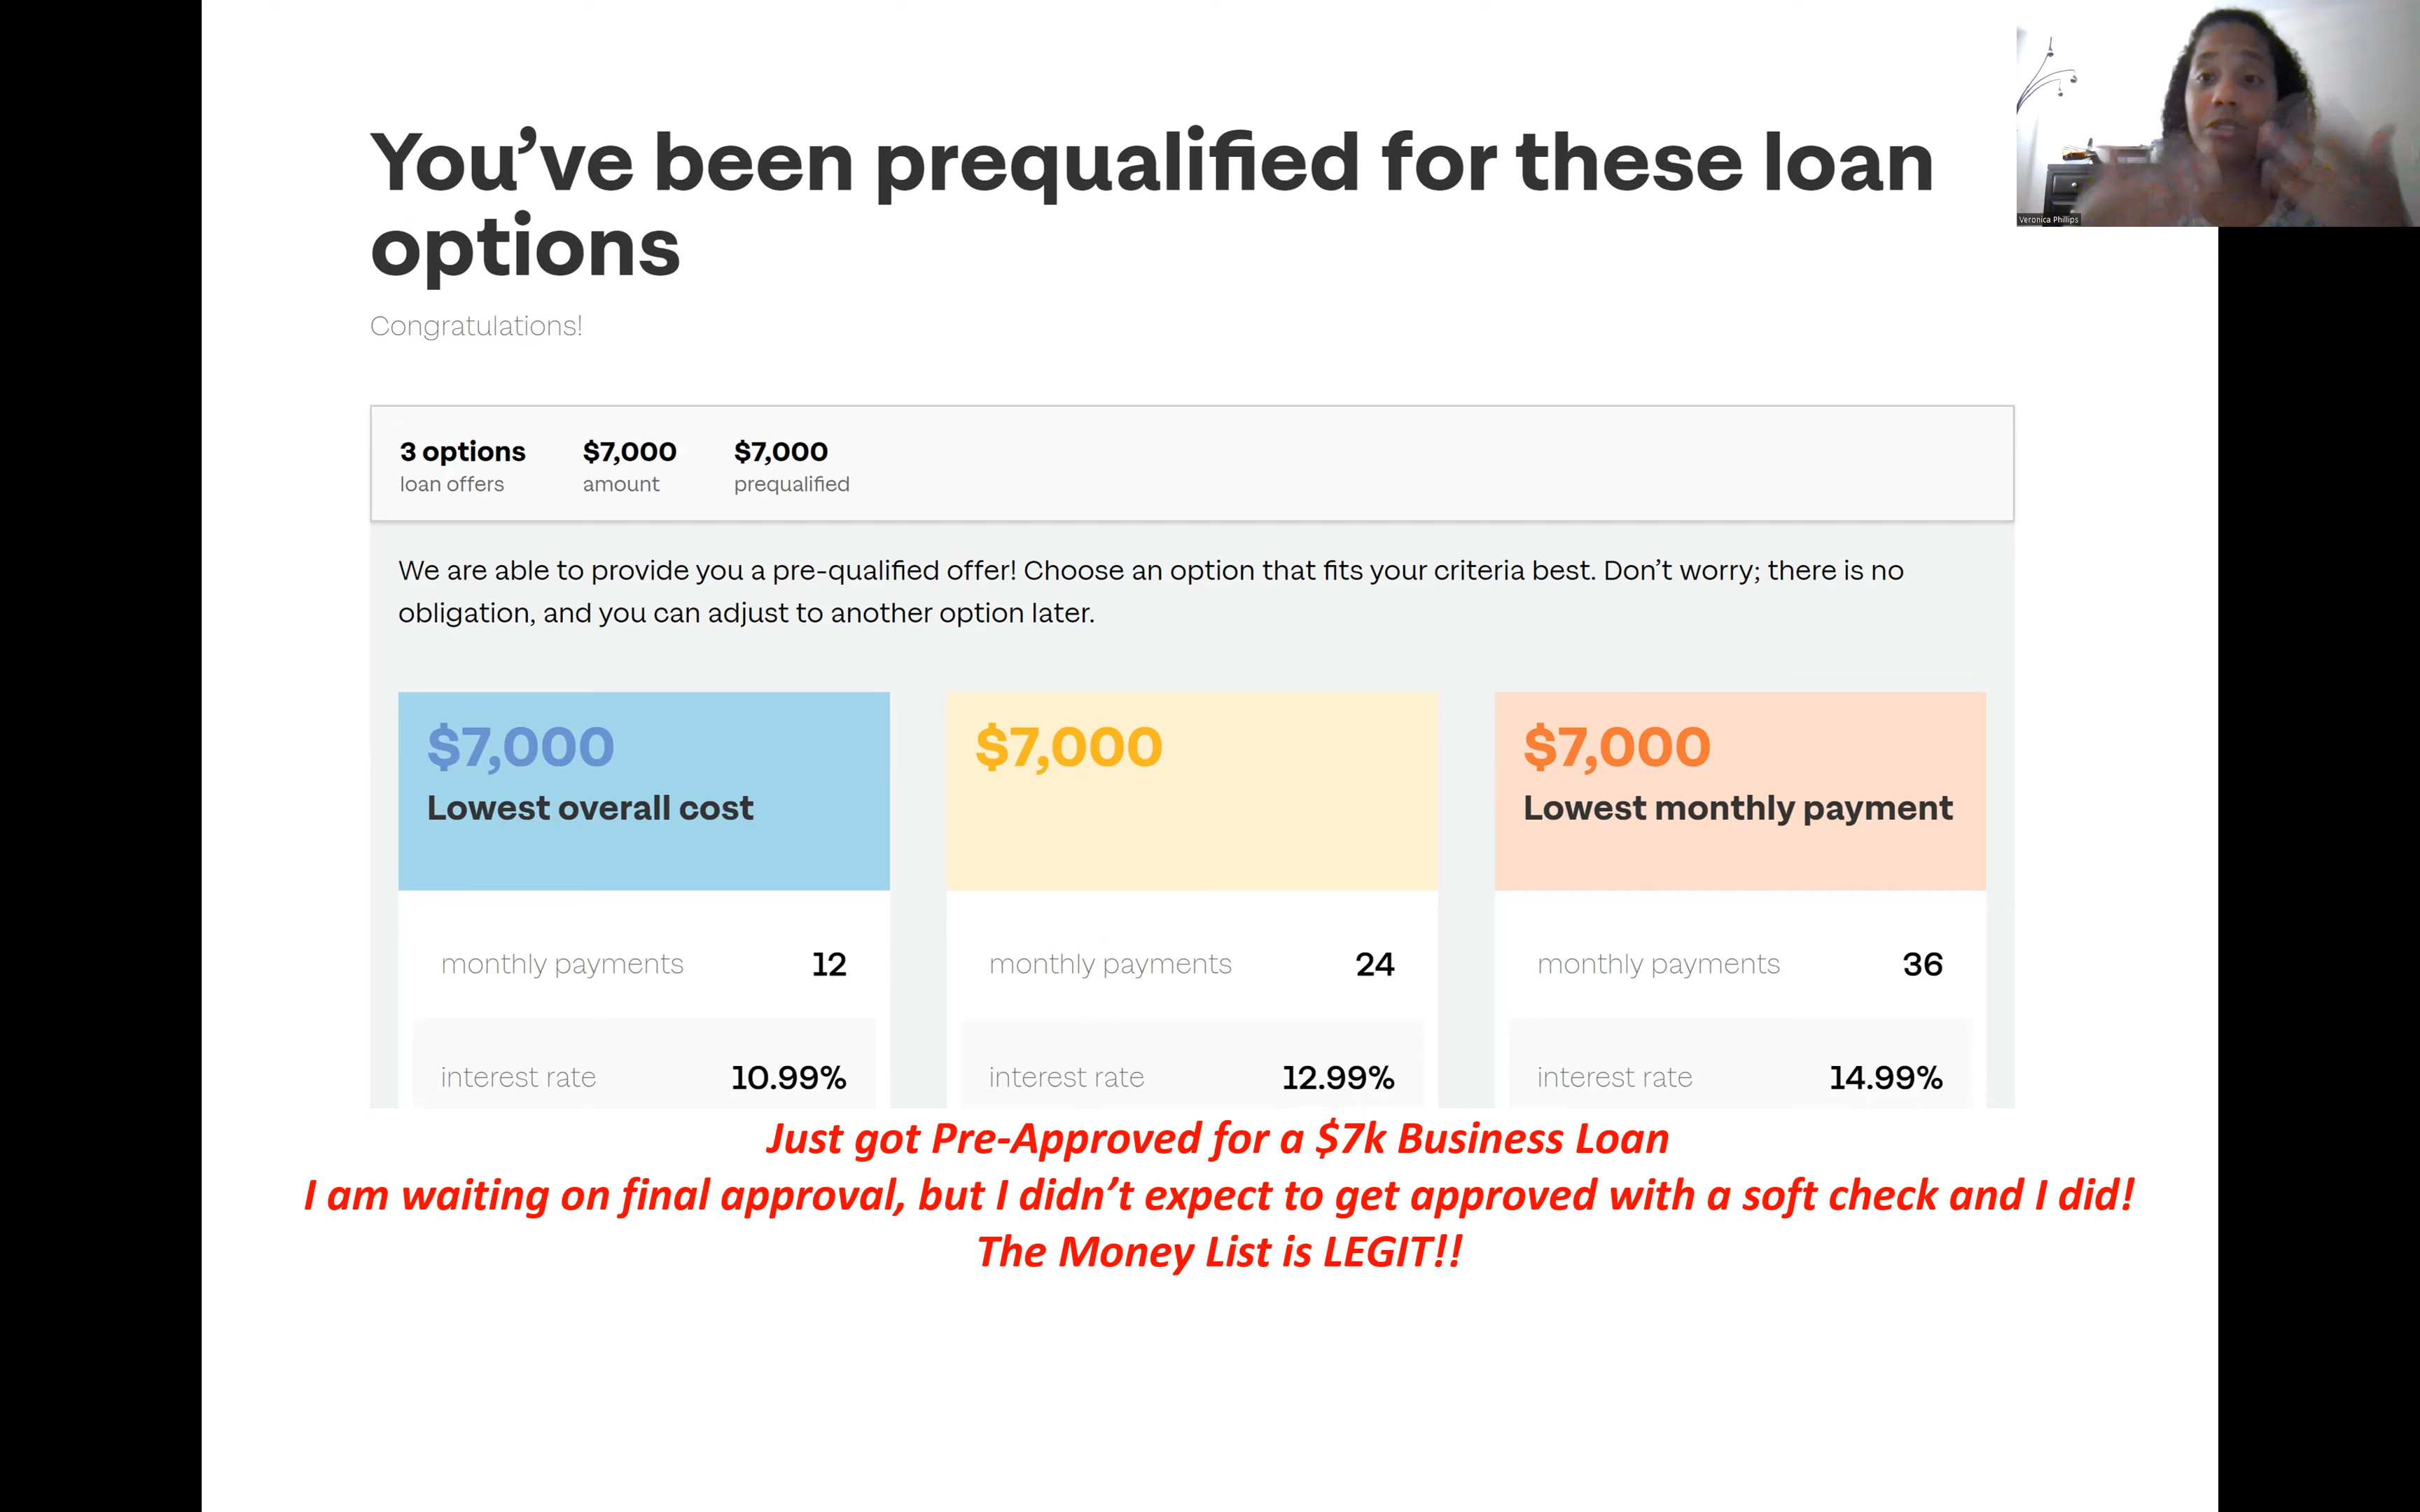 You’ve been prequalified for these loan
options
Congratulations!
Veronica Phillips
3 options
loan offers
$7,000
amount
$7,000
prequalified
We are able to provide you a pre-qualified offer! Choose an option that fits your criteria best. Don’t worry; there is no
obligation, and you can adjust to another option later.
$7,000
Lowest overall cost
monthly payments 12
interest rate 10.99%
$7,000
monthly payments 24
interest rate 12.99%
$7,000
Lowest monthly payment
monthly payments 36
interest rate 14.99%
Just got Pre-Approved for a $7k Business Loan
I am waiting on final approval, but I didn’t expect to get approved with a soft check and I did!
The Money List is LEGIT!!